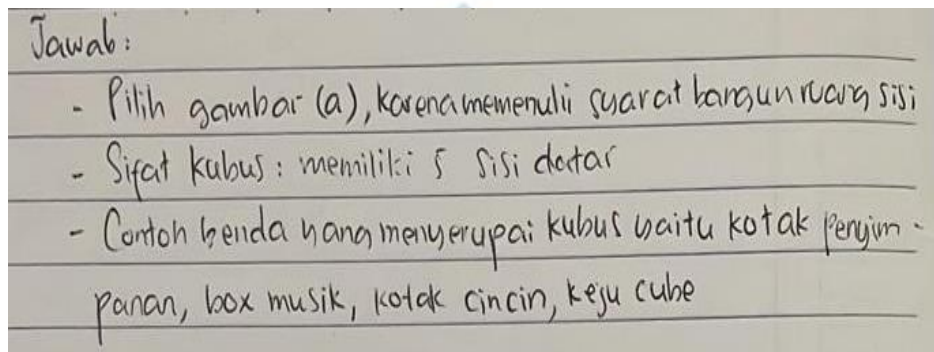 Jawab:
- Pilih gambar (a), karena memenuhi syarat bangun ruang sisi
- Sifat kubus: memiliki 5 sisi datar
- Contoh benda yang menyerupai kubus yaitu kotak penyim-
panan, box musik, kotak cincin, keju cube